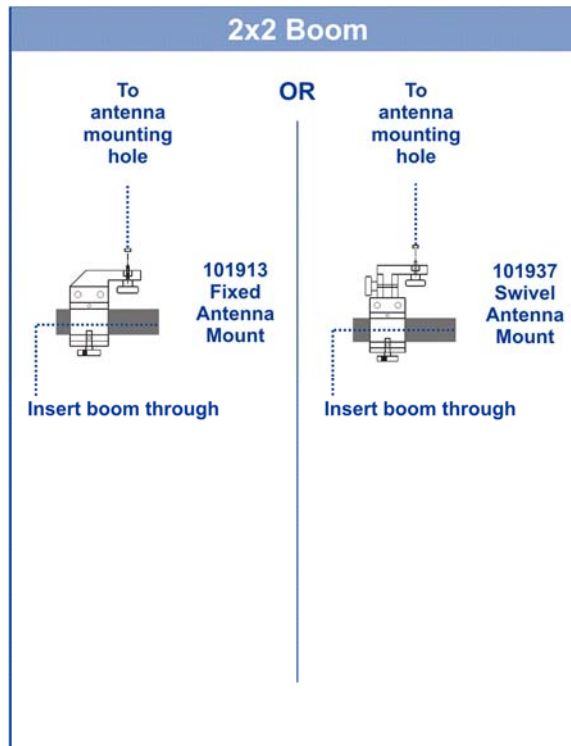 2x2 Boom
To
antenna
mounting
hole
101913
Fixed
Antenna
Mount
Insert boom through
OR
To
antenna
mounting
hole
101937
Swivel
Antenna
Mount
Insert boom through